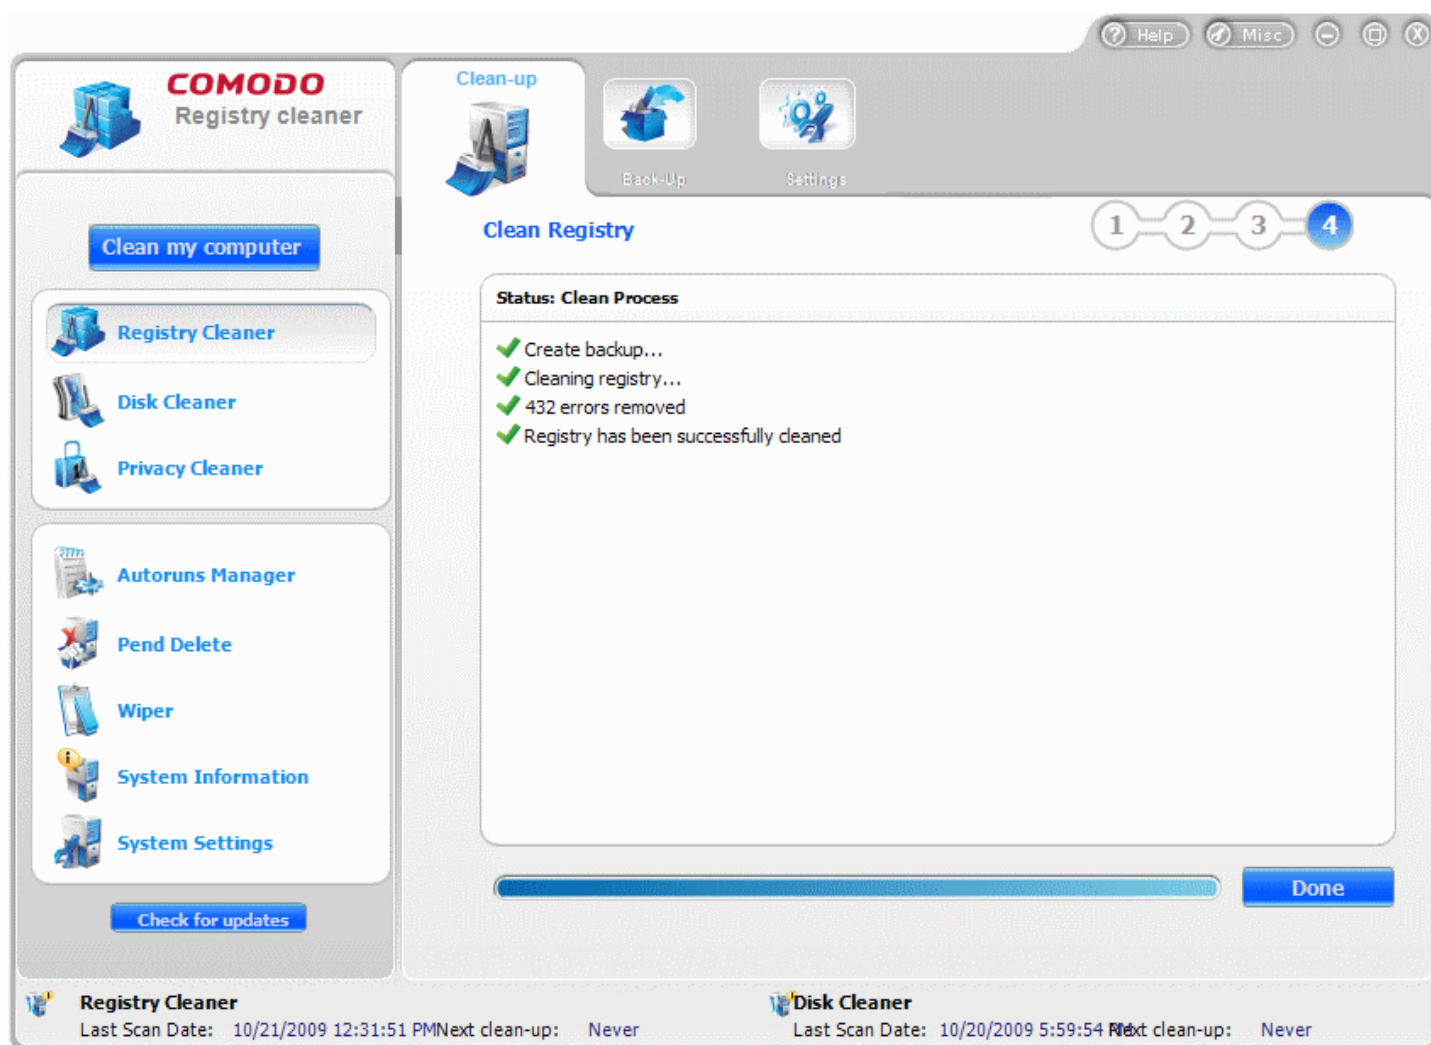 Help Misc
COMODO
Registry cleaner
Clean-up
Back-Up
Settings
Clean my computer
Registry Cleaner
Disk Cleaner
Privacy Cleaner
Autoruns Manager
Pend Delete
Wiper
System Information
System Settings
Check for updates
Clean Registry
1 2 3 4
Status: Clean Process
Create backup...
Cleaning registry...
432 errors removed
Registry has been successfully cleaned
Done
Registry Cleaner
Last Scan Date: 10/21/2009 12:31:51 PM Next clean-up: Never
Disk Cleaner
Last Scan Date: 10/20/2009 5:59:54 Next clean-up: Never